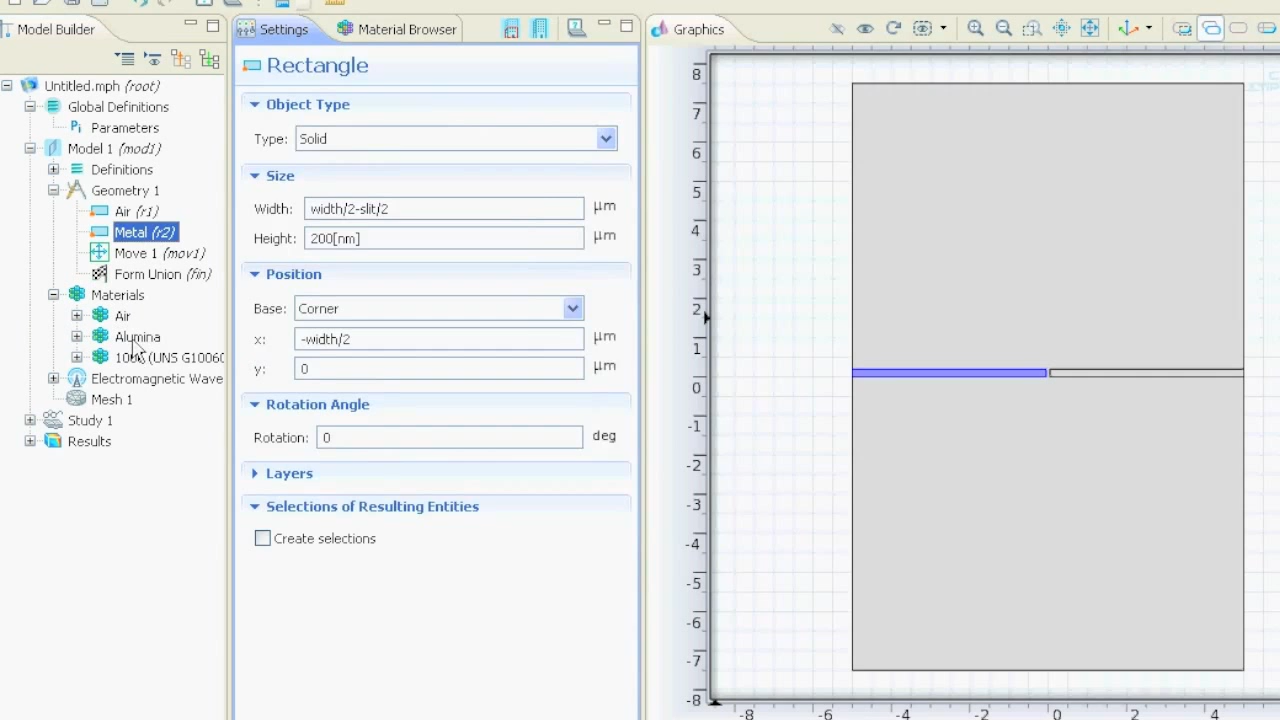 Model Builder
Settings
Material Browser
Graphics
Untitled.mph (root)
Global Definitions
Parameters
Model 1 (mod1)
Definitions
Geometry 1
Air (r1)
Metal (r2)
Move 1 (mov1)
Form Union (fin)
Materials
Air
Alumina
(UNS G10060
Electromagnetic Wave
Mesh 1
Study 1
Results
Rectangle
Object Type
Type: Solid
Size
Width: width/2-slit/2 µm
Height: 200[nm] µm
Position
Base: Corner
x: -width/2 µm
y: 0 µm
Rotation Angle
Rotation: 0 deg
Layers
Selections of Resulting Entities
Create selections
8
7
6
5
4
3
2
1
0
-1
-2
-3
-4
-5
-6
-7
-8
-8 -6 -4 -2 0 2 4